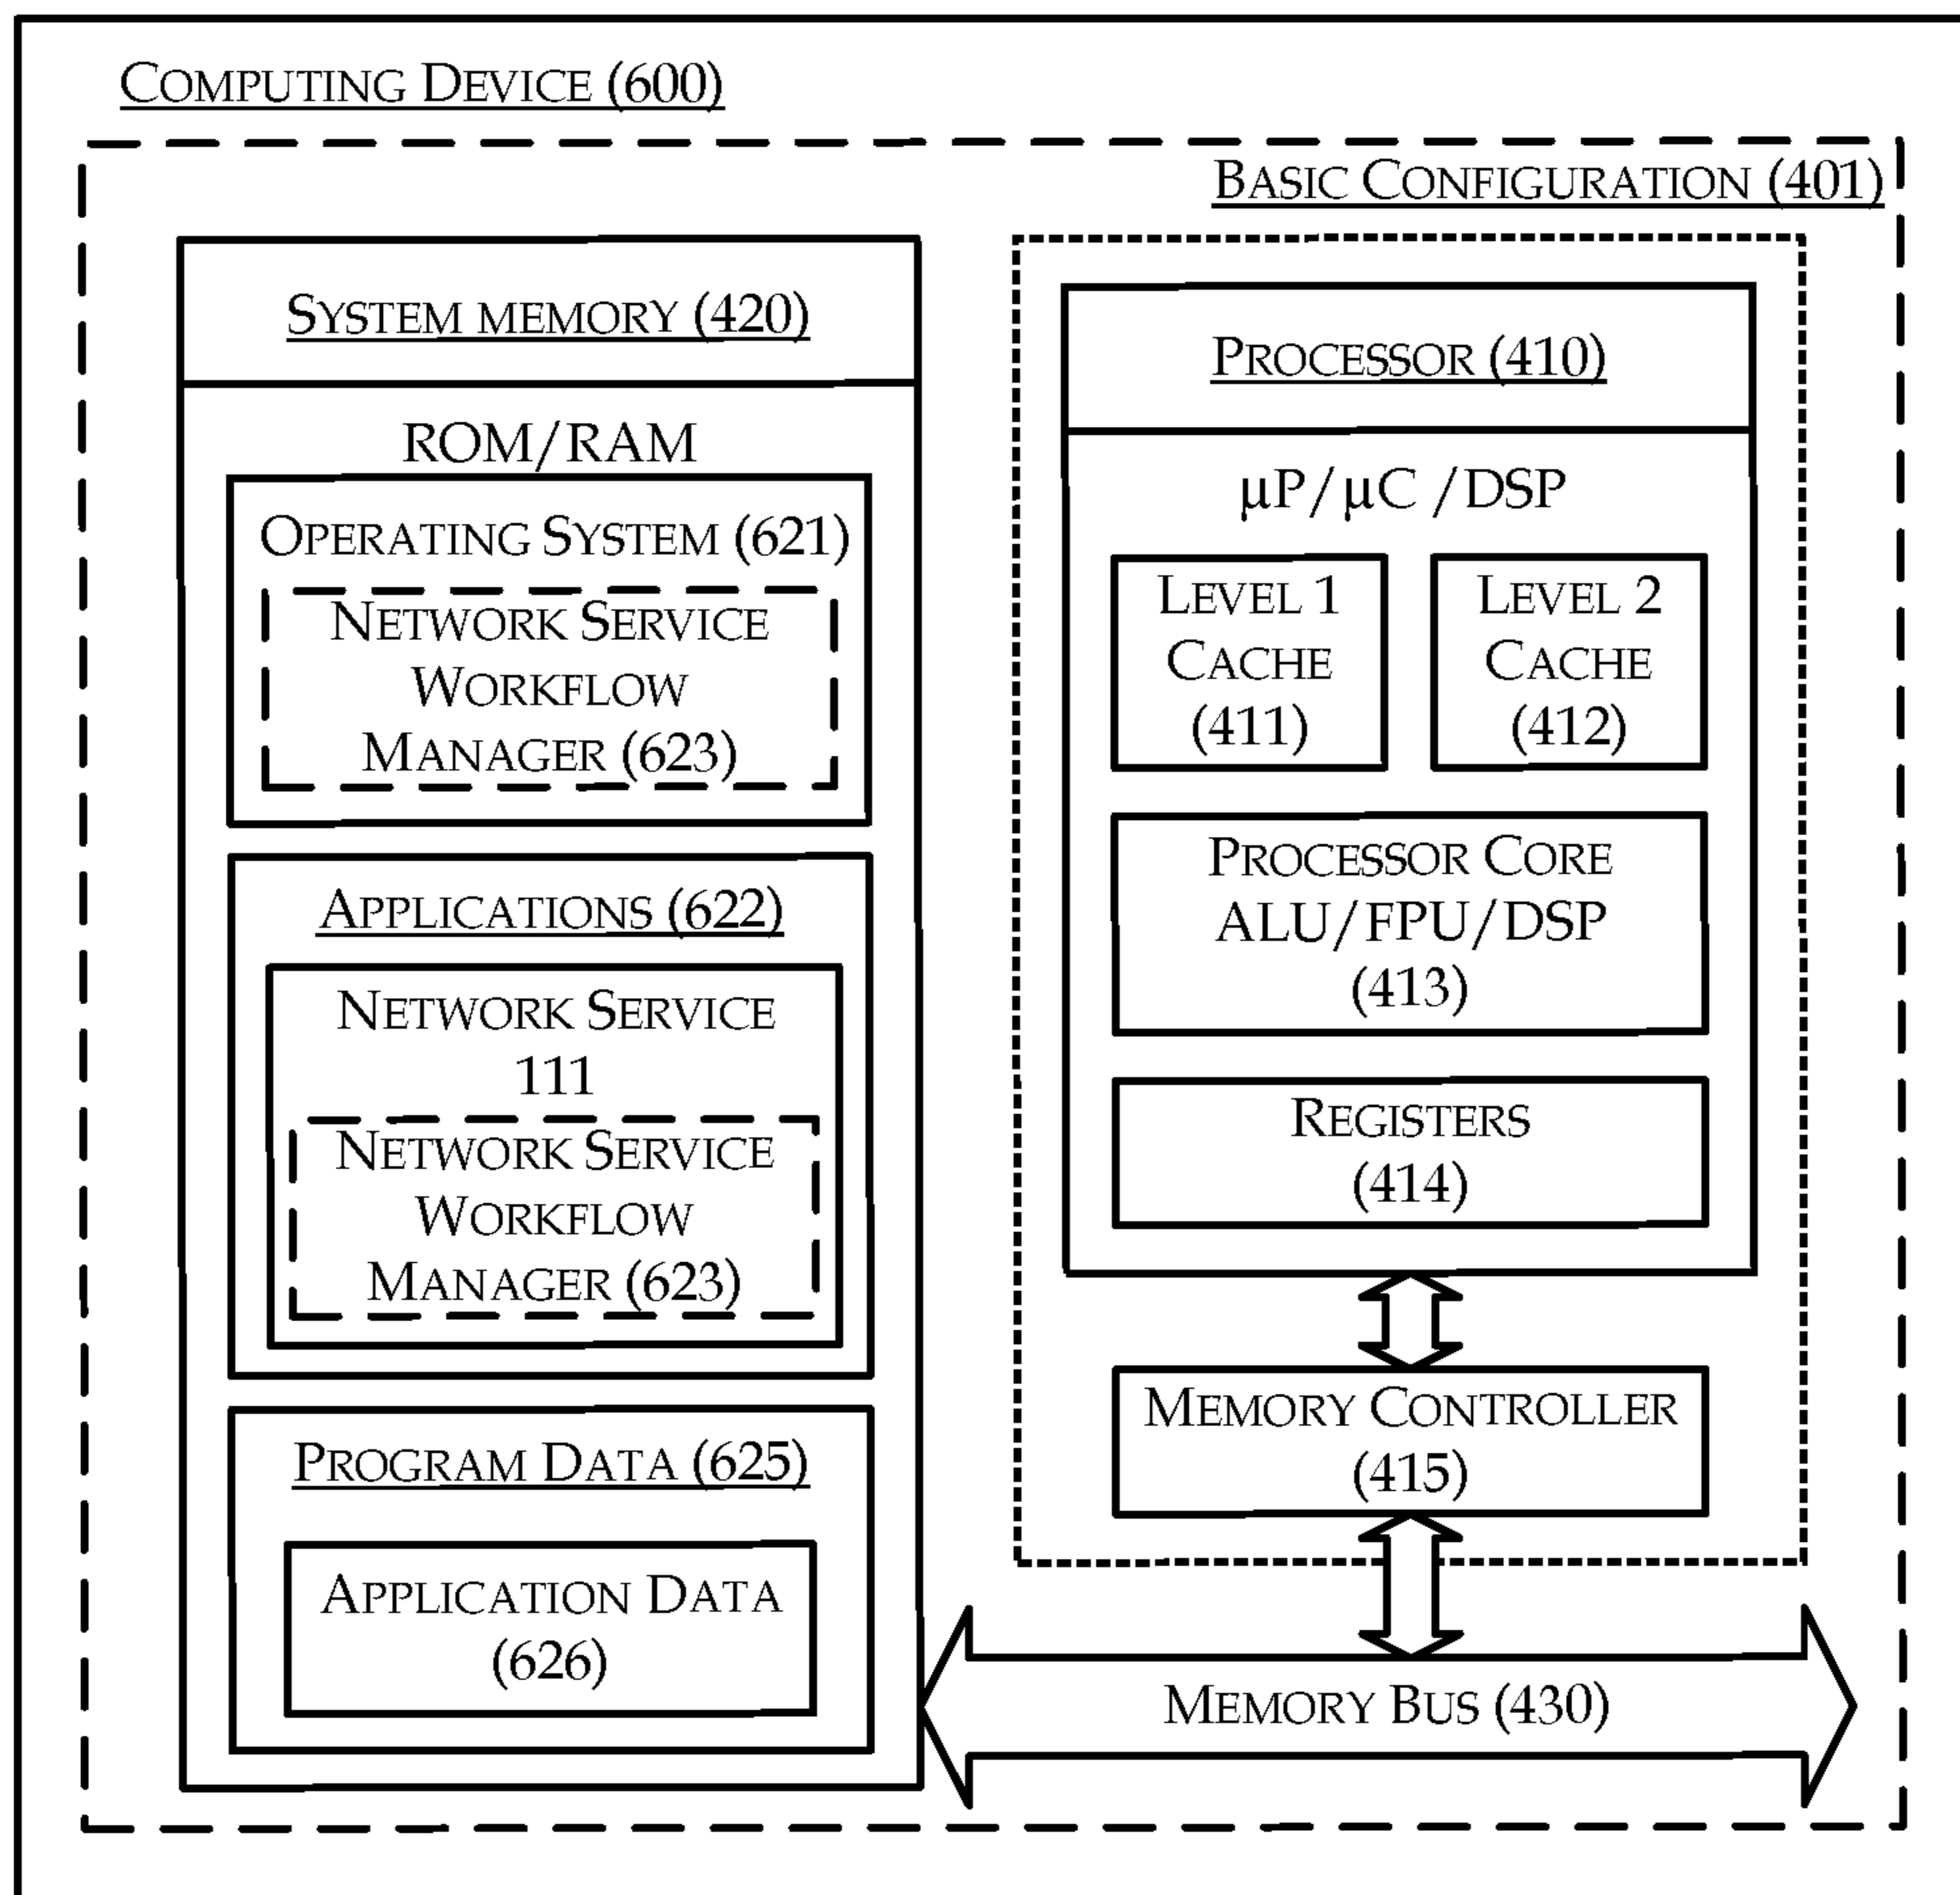 COMPUTING DEVICE (600)
BASIC CONFIGURATION (401)
SYSTEM MEMORY (420)
ROM/RAM
OPERATING SYSTEM (621)
NETWORK SERVICE
WORKFLOW
MANAGER (623)
APPLICATIONS (622)
NETWORK SERVICE
111
NETWORK SERVICE
WORKFLOW
MANAGER (623)
PROGRAM DATA (625)
APPLICATION DATA
(626)
PROCESSOR (410)
µP/µC /DSP
LEVEL 1
CACHE
(411)
LEVEL 2
CACHE
(412)
PROCESSOR CORE
ALU/FPU/DSP
(413)
REGISTERS
(414)
MEMORY CONTROLLER
(415)
MEMORY BUS (430)